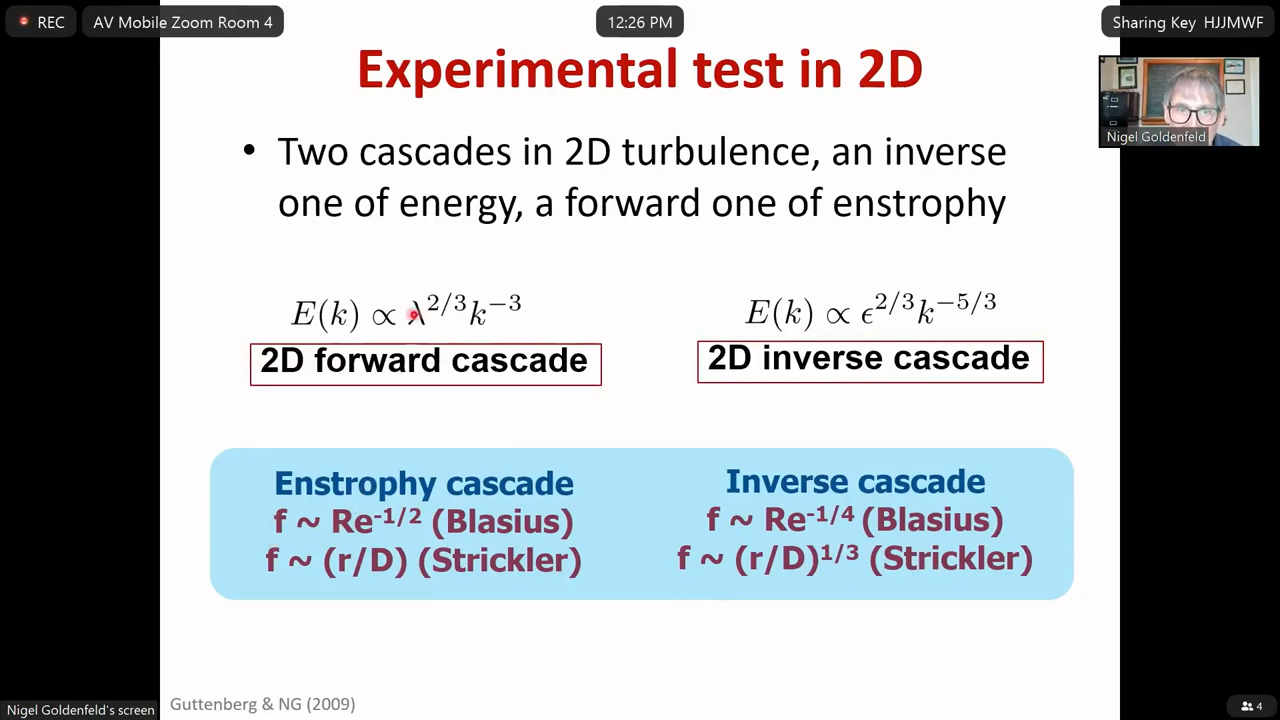 REC
AV Mobile Zoom Room 4
12:26 PM
Sharing Key HJJMWF
Experimental test in 2D
Nigel Goldenfeld
• Two cascades in 2D turbulence, an inverse
one of energy, a forward one of enstrophy
E(k) ∝ λ^{2/3}k^{−3}
E(k) ∝ ϵ^{2/3}k^{−5/3}
2D forward cascade
2D inverse cascade
Enstrophy cascade
f ~ Re^{-1/2} (Blasius)
f ~ (r/D) (Strickler)
Inverse cascade
f ~ Re^{-1/4} (Blasius)
f ~ (r/D)^{1/3} (Strickler)
Guttenberg & NG (2009)
Nigel Goldenfeld's screen
4